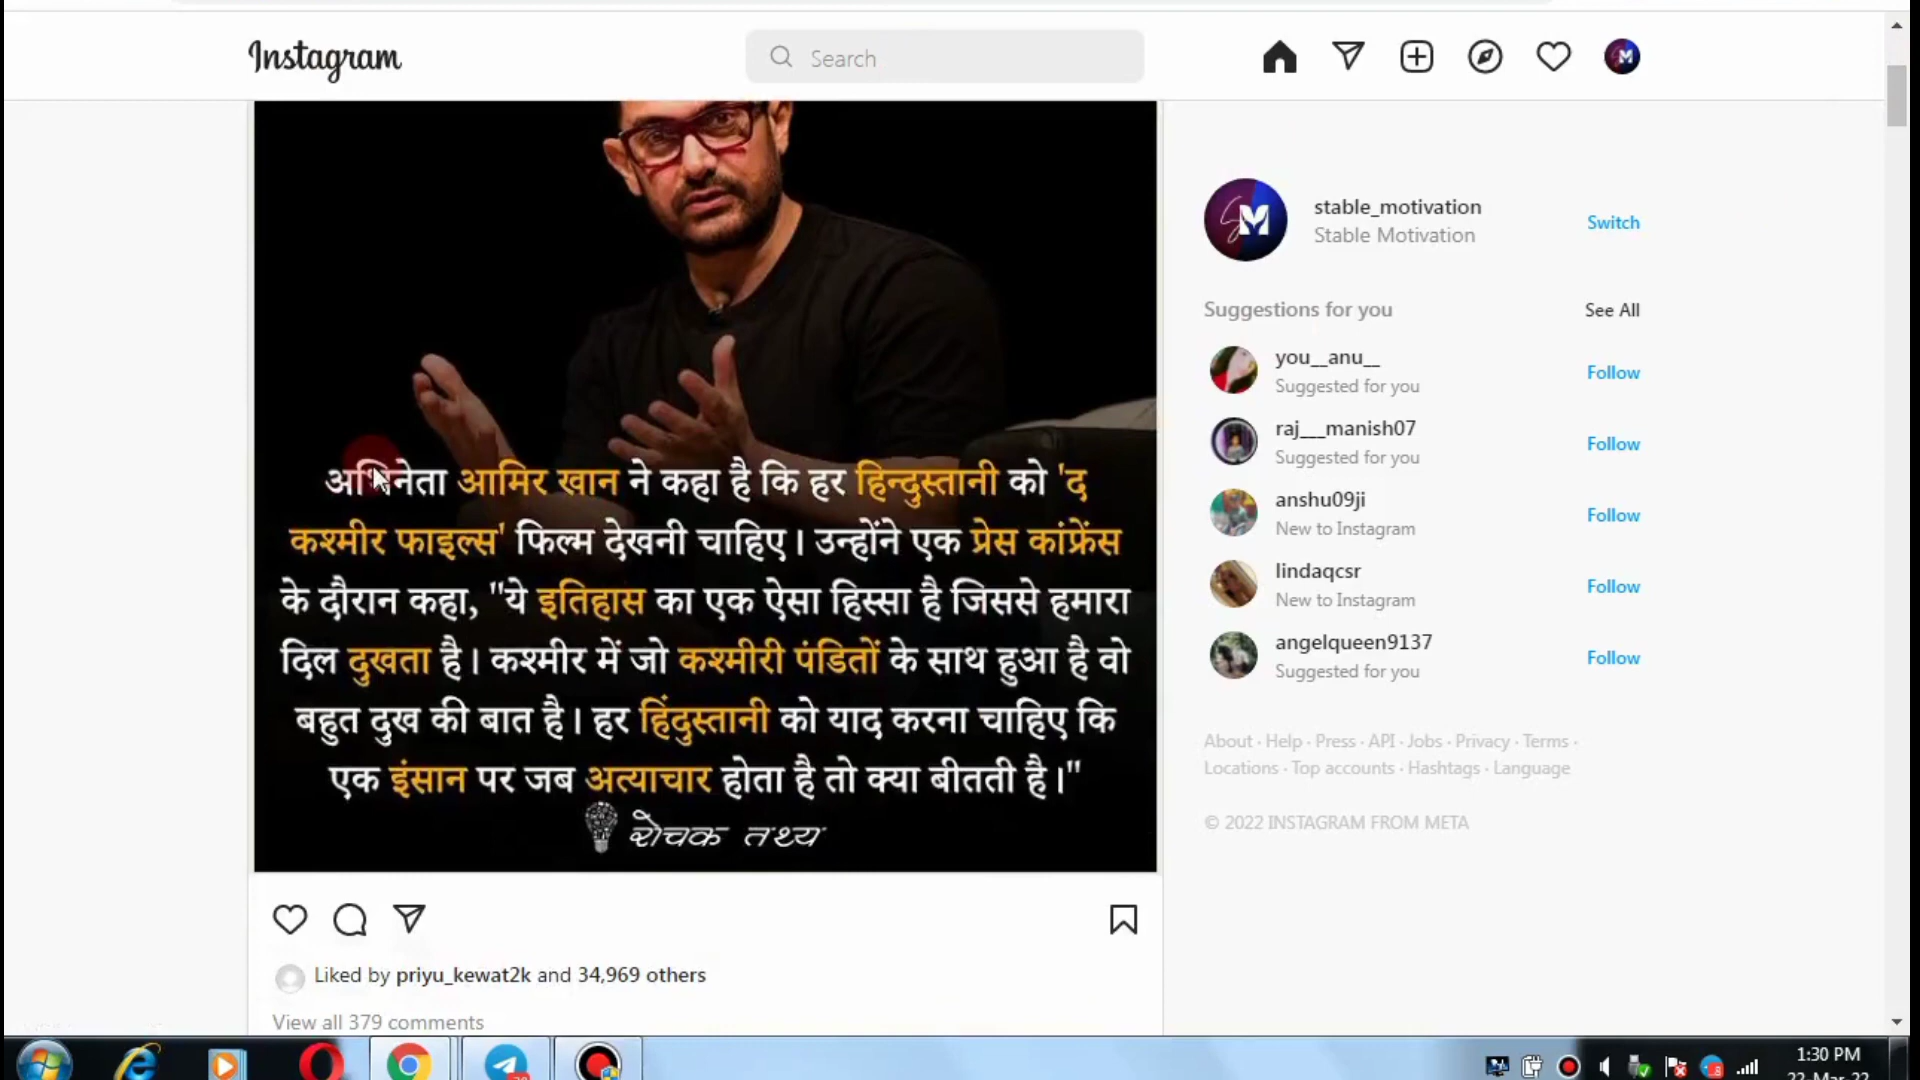 Instagram
Search
M
अभिनेता आमिर खान ने कहा है कि हर हिन्दुस्तानी को 'द
कश्मीर फाइल्स' फिल्म देखनी चाहिए। उन्होंने एक प्रेस कांफ्रेंस
के दौरान कहा, "ये इतिहास का एक ऐसा हिस्सा है जिससे हमारा
दिल दुखता है। कश्मीर में जो कश्मीरी पंडितों के साथ हुआ है वो
बहुत दुख की बात है। हर हिंदुस्तानी को याद करना चाहिए कि
एक इंसान पर जब अत्याचार होता है तो क्या बीतती है।"
रोचक तथ्य
Liked by priyu_kewat2k and 34,969 others
View all 379 comments
stable_motivation
Stable Motivation
Switch
Suggestions for you
See All
you__anu__
Suggested for you
Follow
raj___manish07
Suggested for you
Follow
anshu09ji
New to Instagram
Follow
lindaqcsr
New to Instagram
Follow
angelqueen9137
Suggested for you
Follow
About · Help · Press · API · Jobs · Privacy · Terms ·
Locations · Top accounts · Hashtags · Language
© 2022 INSTAGRAM FROM META
1:30 PM
22-Mar-22